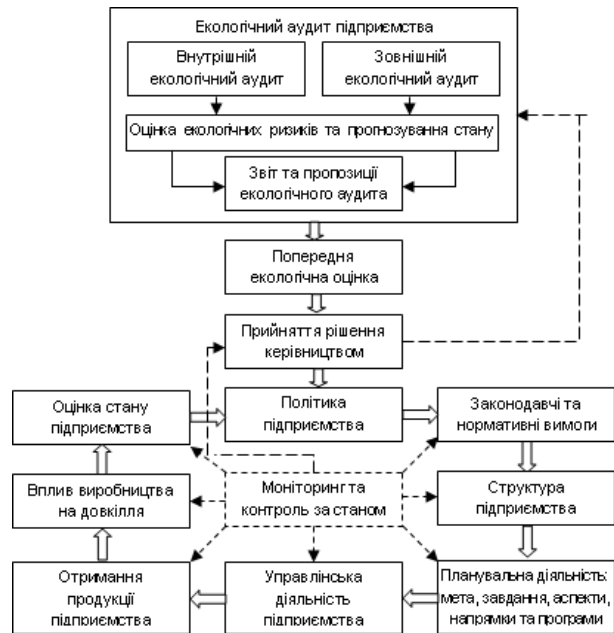 Екологічний аудит підприємства
Внутрішній
екологічний аудит
Зовнішній
екологічний аудит
Оцінка екологічних ризиків та прогнозування стану
Звіт та пропозиції
екологічного аудита
Попередня
екологічна оцінка
Прийняття рішення
керівництвом
Оцінка стану
підприємства
Політика
підприємства
Законодавчі та
нормативні вимоги
Вплив виробництва
на довкілля
Моніторинг та
контроль за станом
Структура
підприємства
Отримання
продукції
підприємства
Управлінська
діяльність
підприємства
Планувальна діяльність:
мета, завдання, аспекти,
напрямки та програми